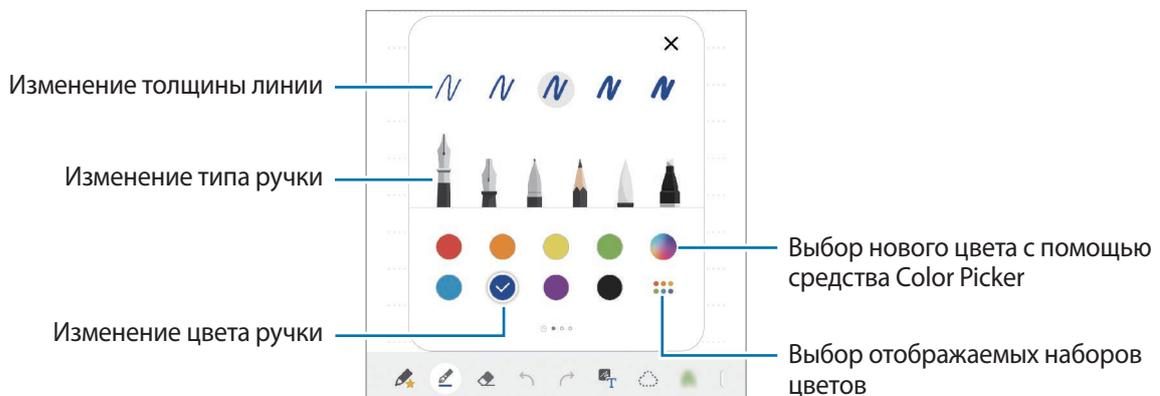 Изменение толщины линии
Изменение типа ручки
Изменение цвета ручки
Выбор нового цвета с помощью
средства Color Picker
Выбор отображаемых наборов
цветов
T